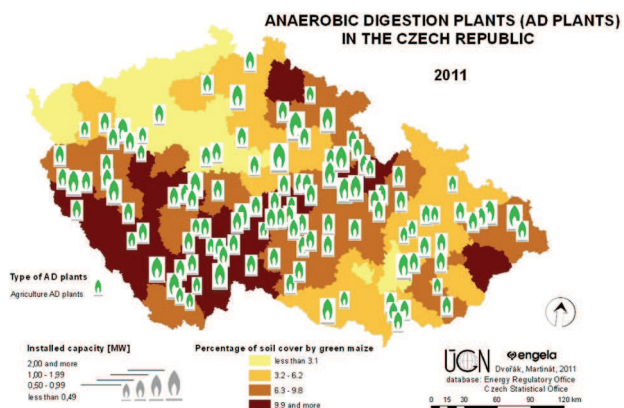 ANAEROBIC DIGESTION PLANTS (AD PLANTS)
IN THE CZECH REPUBLIC
2011
Type of AD plants
Agriculture AD plants
Installed capacity [MW]
2,00 and more
1,00 - 1,99
0,50 - 0,99
less then 0,49
Percentage of soil cover by green maize
less then 3.1
3.2 - 6.2
6.3 - 9.8
9.9 and more
ŪGN engela
Dvořák, Martinát, 2011
database: Energy Regulatory Office
Czech Statistical Office
0 15 30 60 90 120 km